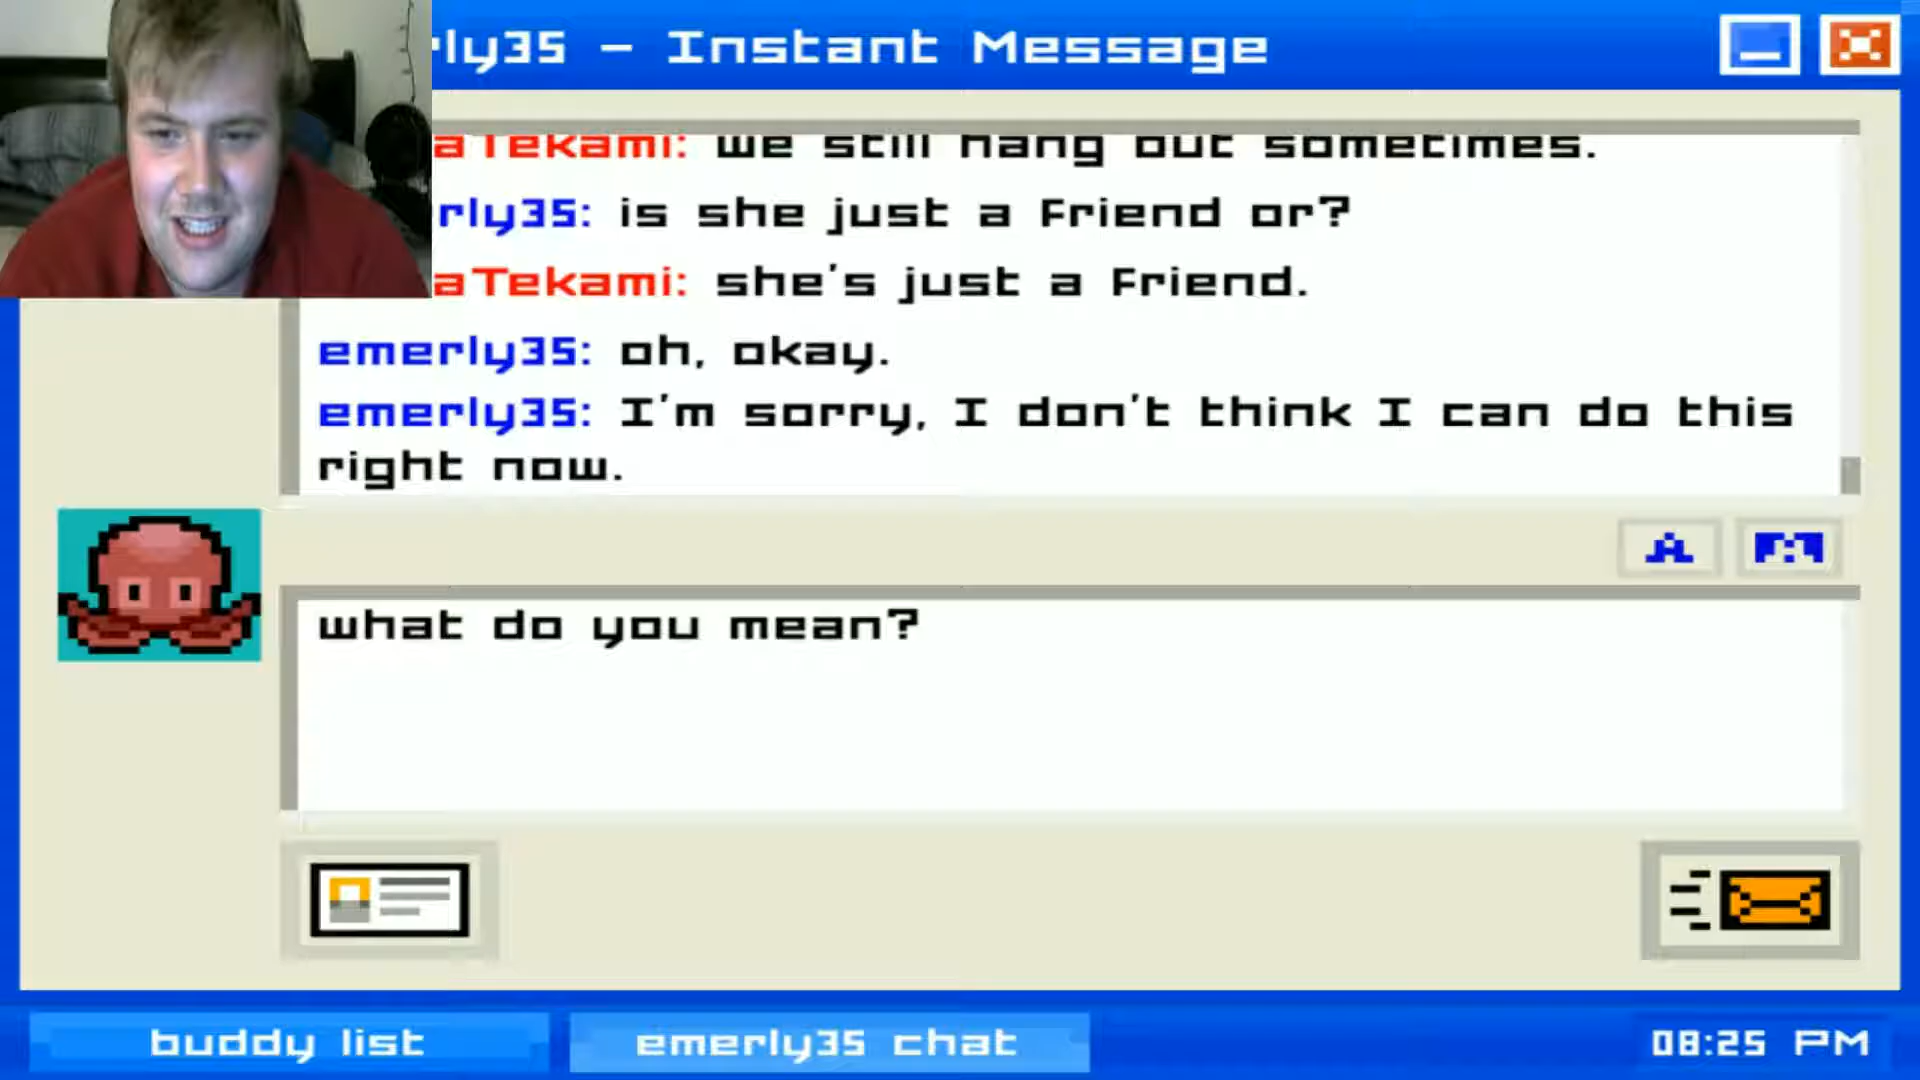 rly35 - Instant Message
aTekami: we still hang out sometimes.
rly35: is she just a friend or?
aTekami: she's just a friend.
emerly35: oh, okay.
emerly35: I'm sorry, I don't think I can do this
right now.
A
what do you mean?
buddy list
emerly35 chat
08:25 PM